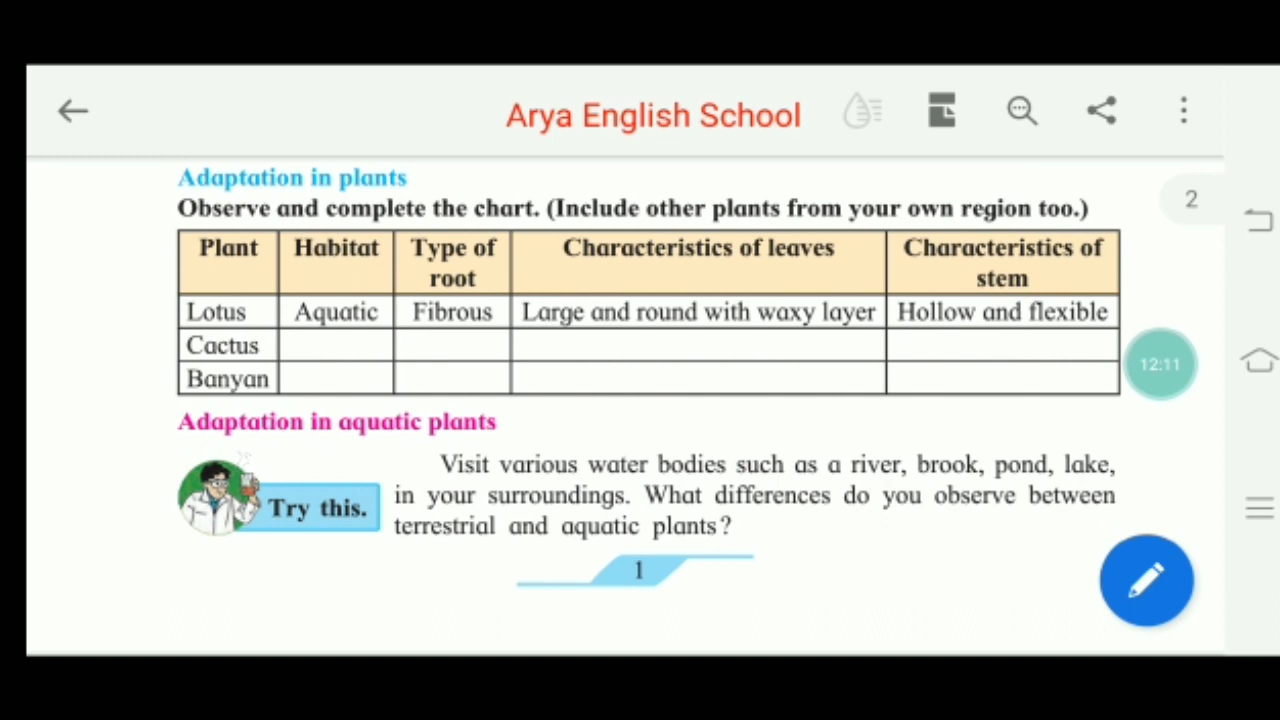 Arya English School
Adaptation in plants
2
Observe and complete the chart. (Include other plants from your own region too.)
Plant Habitat Type of root Characteristics of leaves Characteristics of stem
Lotus Aquatic Fibrous Large and round with waxy layer Hollow and flexible
Cactus
12:11
Banyan
Adaptation in aquatic plants
Visit various water bodies such as a river, brook, pond, lake,
Try this.
in your surroundings. What differences do you observe between
terrestrial and aquatic plants?
1